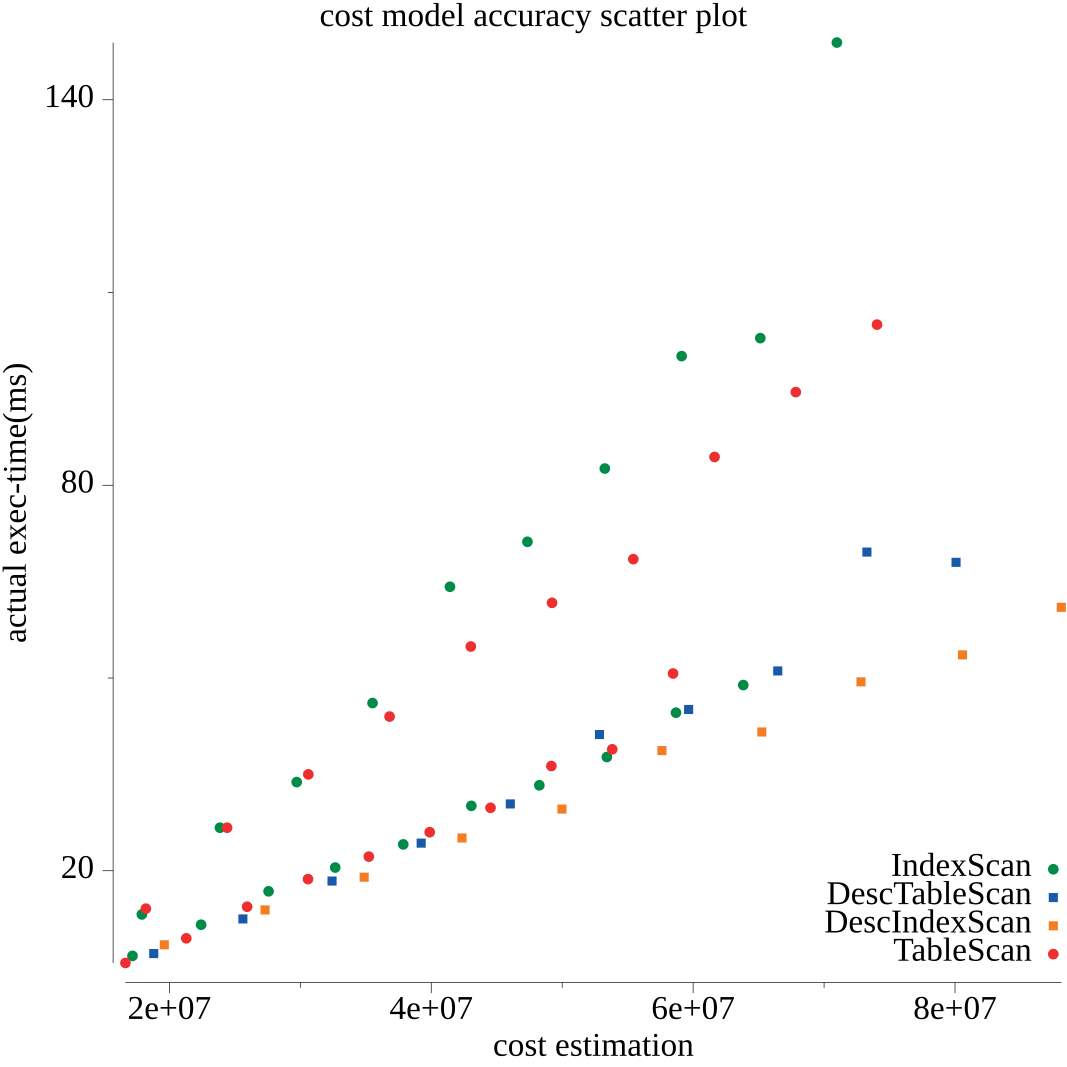 cost model accuracy scatter plot
140
80
20
actual exec-time(ms)
IndexScan
DescTableScan
DescIndexScan
TableScan
2e+07 4e+07 6e+07 8e+07
cost estimation